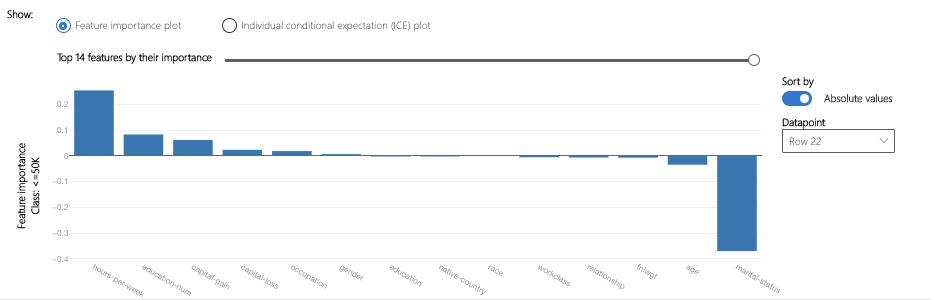 Show:
Feature importance plot
Individual conditional expectation (ICE) plot
Top 14 features by their importance
Sort by
Absolute values
Datapoint
Row 22
Feature importance
Class: <=50K
0.2
0.1
0
−0.1
−0.2
−0.3
−0.4
hours-per-week
education-num
capital-gain
capital-loss
occupation
gender
education
native-country
race
workclass
relationship
fnlwgt
age
marital-status